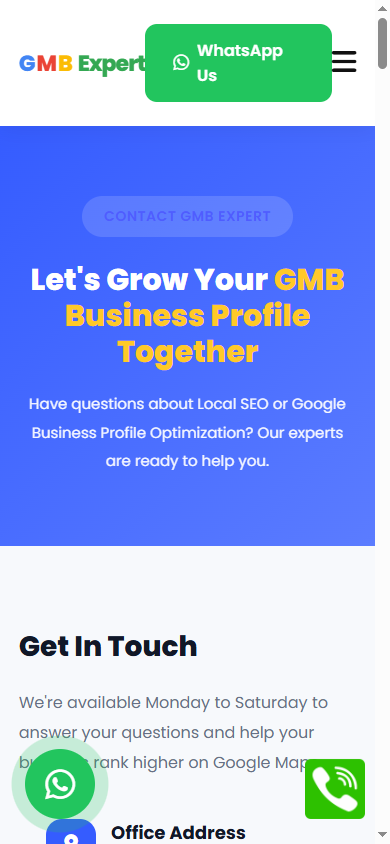 GMB Expert
WhatsApp
Us
CONTACT GMB EXPERT
Let's Grow Your GMB
Business Profile
Together
Have questions about Local SEO or Google
Business Profile Optimization? Our experts
are ready to help you.
Get In Touch
We're available Monday to Saturday to
answer your questions and help your
rank higher on Google
Office Address